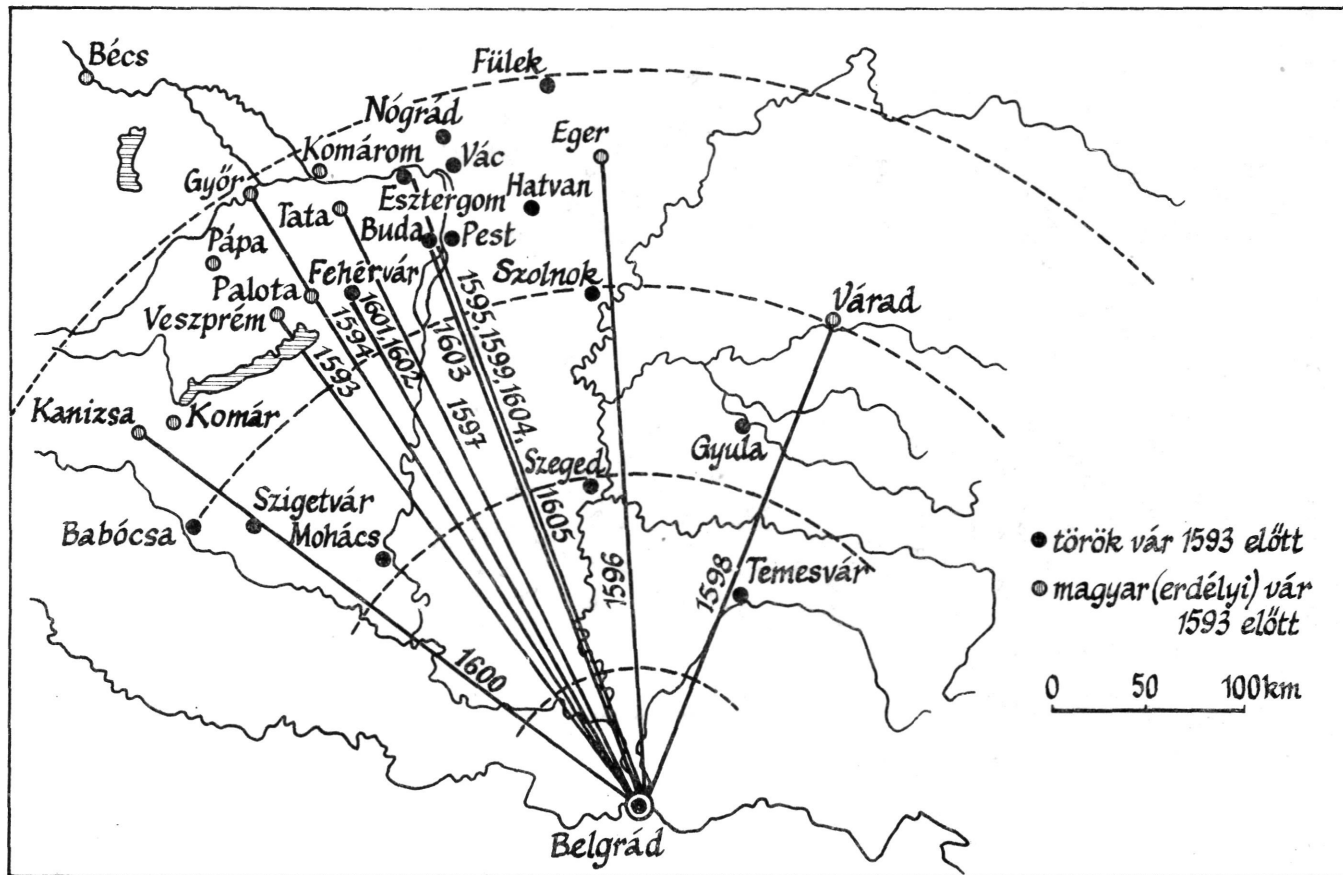 Bécs
Fülek
Nógrád
Eger
Komárom
Vác
Győr
Esztergom
Hatvan
Tata
Buda
Pest
Pápa
Fehérvár
Szolnok
Palota
Várad
Veszprém
1593
1594
1601,1602
1603
1597
1595,1599,1604,
1605
Kanizsa
Komár
Gyula
Szeged
Szigetvár
Babócsa
Mohács
1596
1598
Temesvár
1600
Belgrád
török vár 1593 előtt
magyar (erdélyi) vár
1593 előtt
0 50 100 km